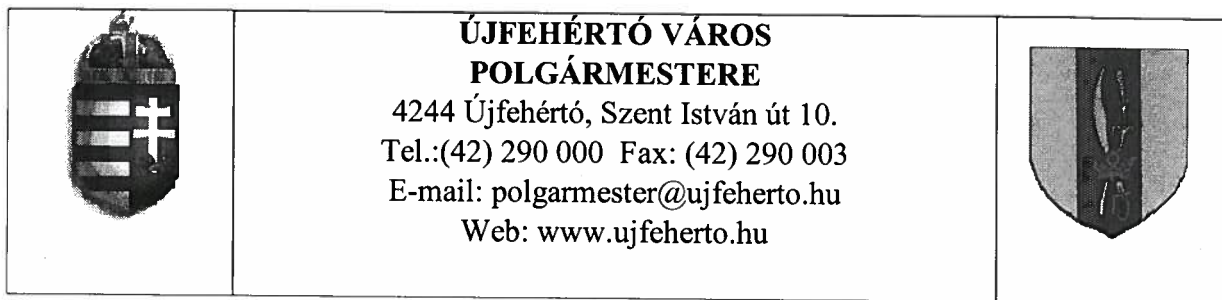 ÚJFEHÉRTÓ VÁROS
POLGÁRMESTERE
4244 Újfehértó, Szent István út 10.
Tel.:(42) 290 000 Fax: (42) 290 003
E-mail: polgarmester@ujfeherto.hu
Web: www.ujfeherto.hu